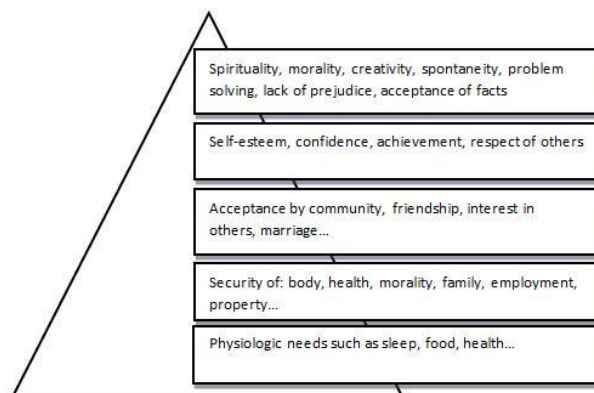 Spirituality, morality, creativity, spontaneity, problem
solving, lack of prejudice, acceptance of facts
Self-esteem, confidence, achievement, respect of others
Acceptance by community, friendship, interest in
others, marriage...
Security of: body, health, morality, family, employment,
property...
Physiologic needs such as sleep, food, health...